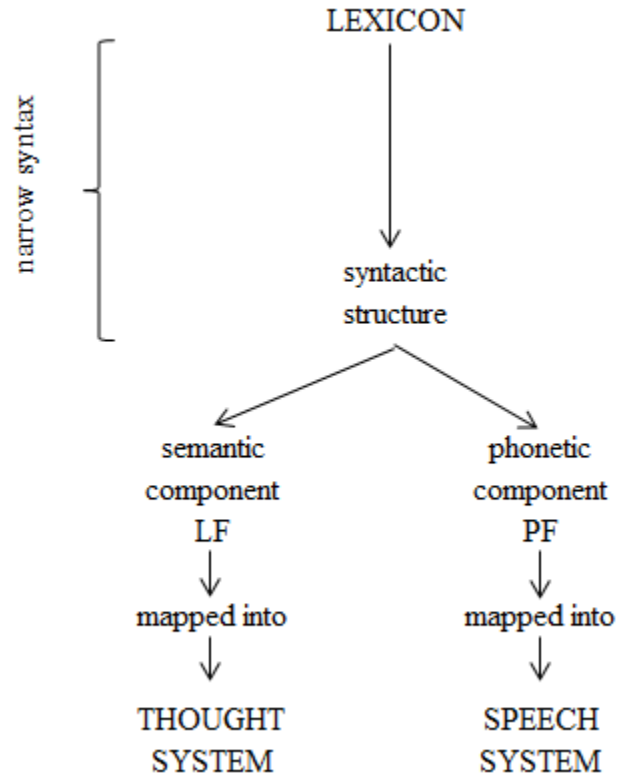 LEXICON
narrow syntax
syntactic
structure
semantic
component
LF
phonetic
component
PF
mapped into
mapped into
THOUGHT
SYSTEM
SPEECH
SYSTEM